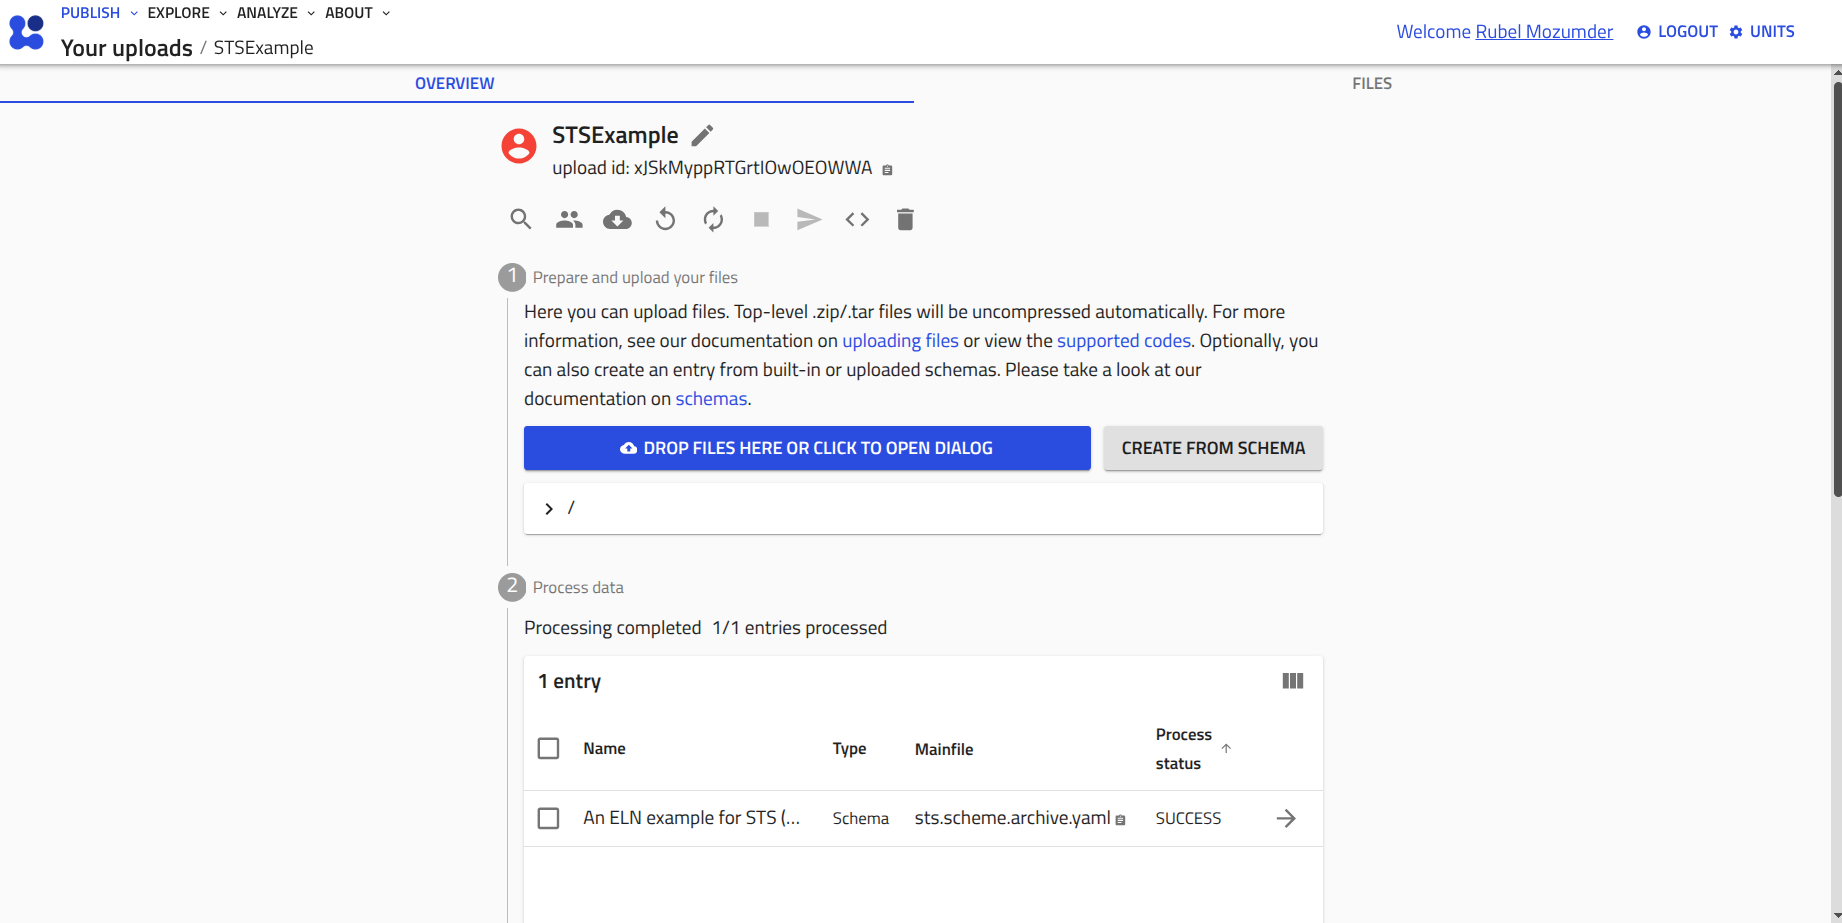 PUBLISH EXPLORE ANALYZE ABOUT
Your uploads / STSExample
Welcome Rubel Mozumder LOGOUT UNITS
OVERVIEW FILES
STSExample
upload id: xJSkMyppRTGrtIOwOEOWWA
1 Prepare and upload your files
Here you can upload files. Top-level .zip/.tar files will be uncompressed automatically. For more
information, see our documentation on uploading files or view the supported codes. Optionally, you
can also create an entry from built-in or uploaded schemas. Please take a look at our
documentation on schemas.
DROP FILES HERE OR CLICK TO OPEN DIALOG CREATE FROM SCHEMA
/
2 Process data
Processing completed 1/1 entries processed
1 entry
Name Type Mainfile Process status
An ELN example for STS (... Schema sts.scheme.archive.yaml SUCCESS